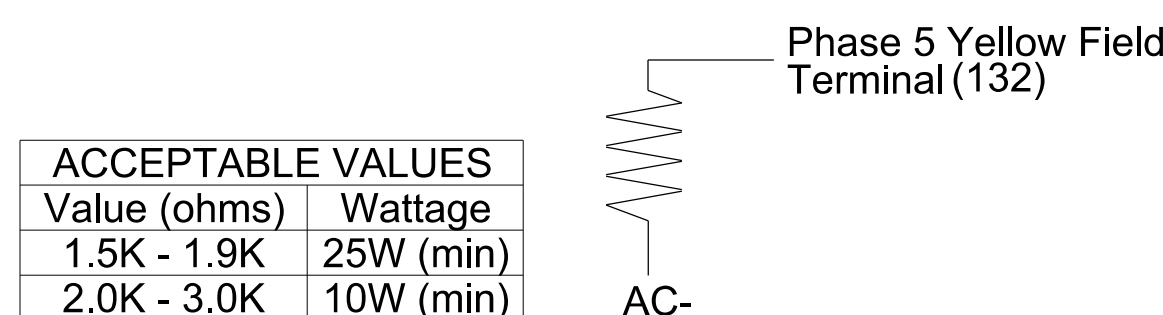 Phase 5 Yellow Field
Terminal (132)
ACCEPTABLE VALUES
Value (ohms) Wattage
1.5K - 1.9K 25W (min)
2.0K - 3.0K 10W (min)
AC-